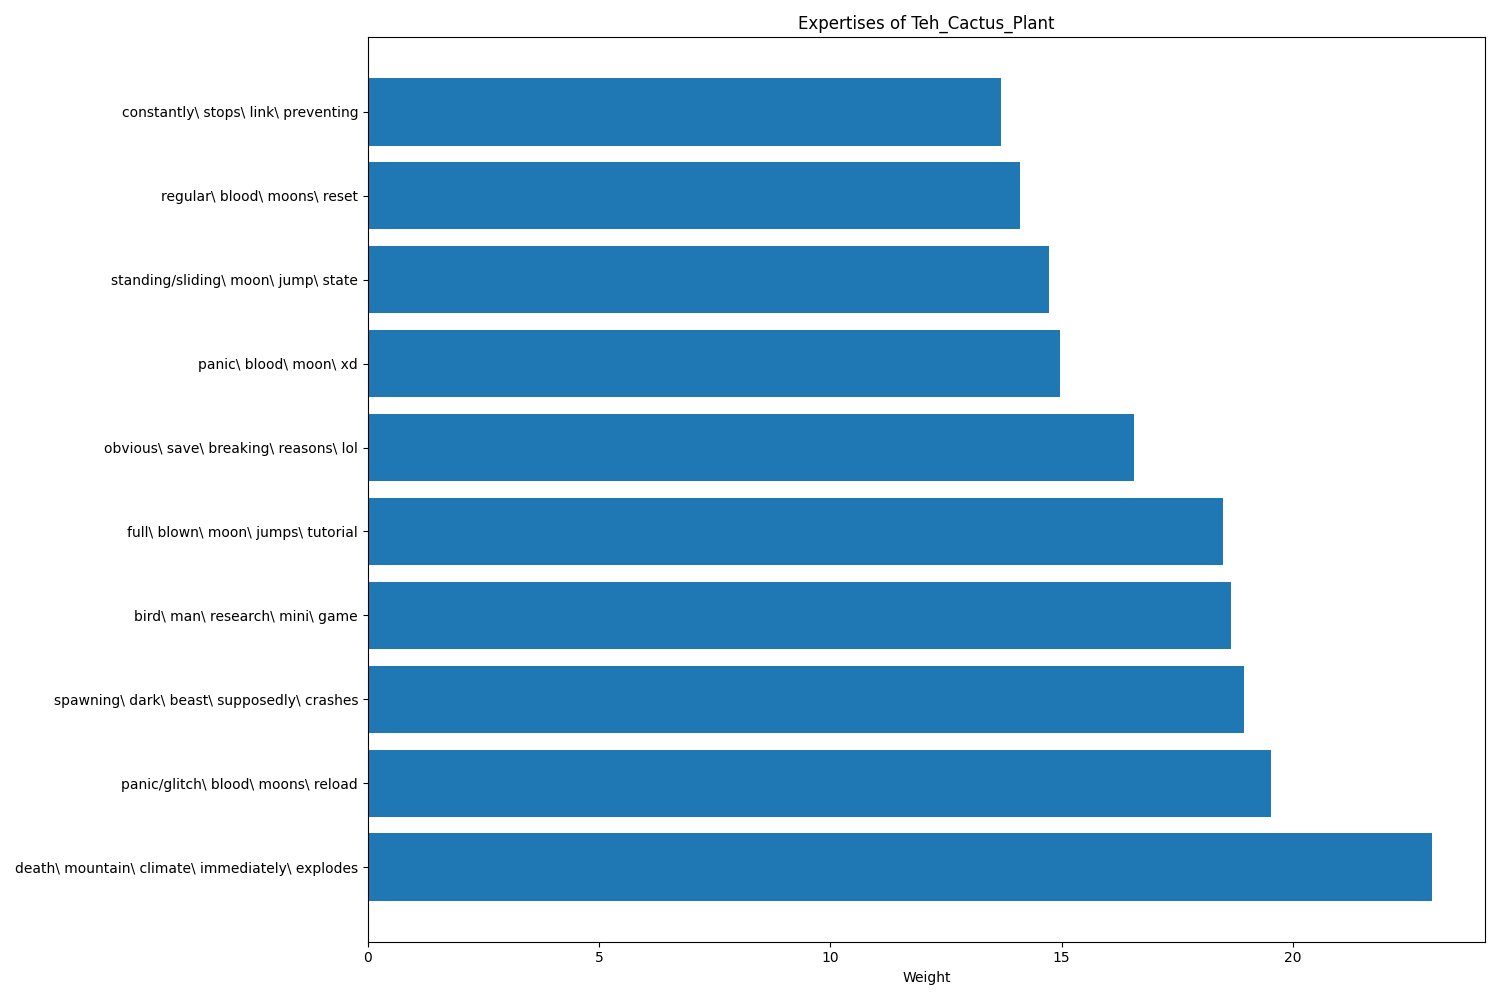 Expertises of Teh_Cactus_Plant
constantly\ stops\ link\ preventing
regular\ blood\ moons\ reset
standing/sliding\ moon\ jump\ state
panic\ blood\ moon\ xd
obvious\ save\ breaking\ reasons\ lol
full\ blown\ moon\ jumps\ tutorial
bird\ man\ research\ mini\ game
spawning\ dark\ beast\ supposedly\ crashes
panic/glitch\ blood\ moons\ reload
death\ mountain\ climate\ immediately\ explodes
0 5 10 15 20
Weight